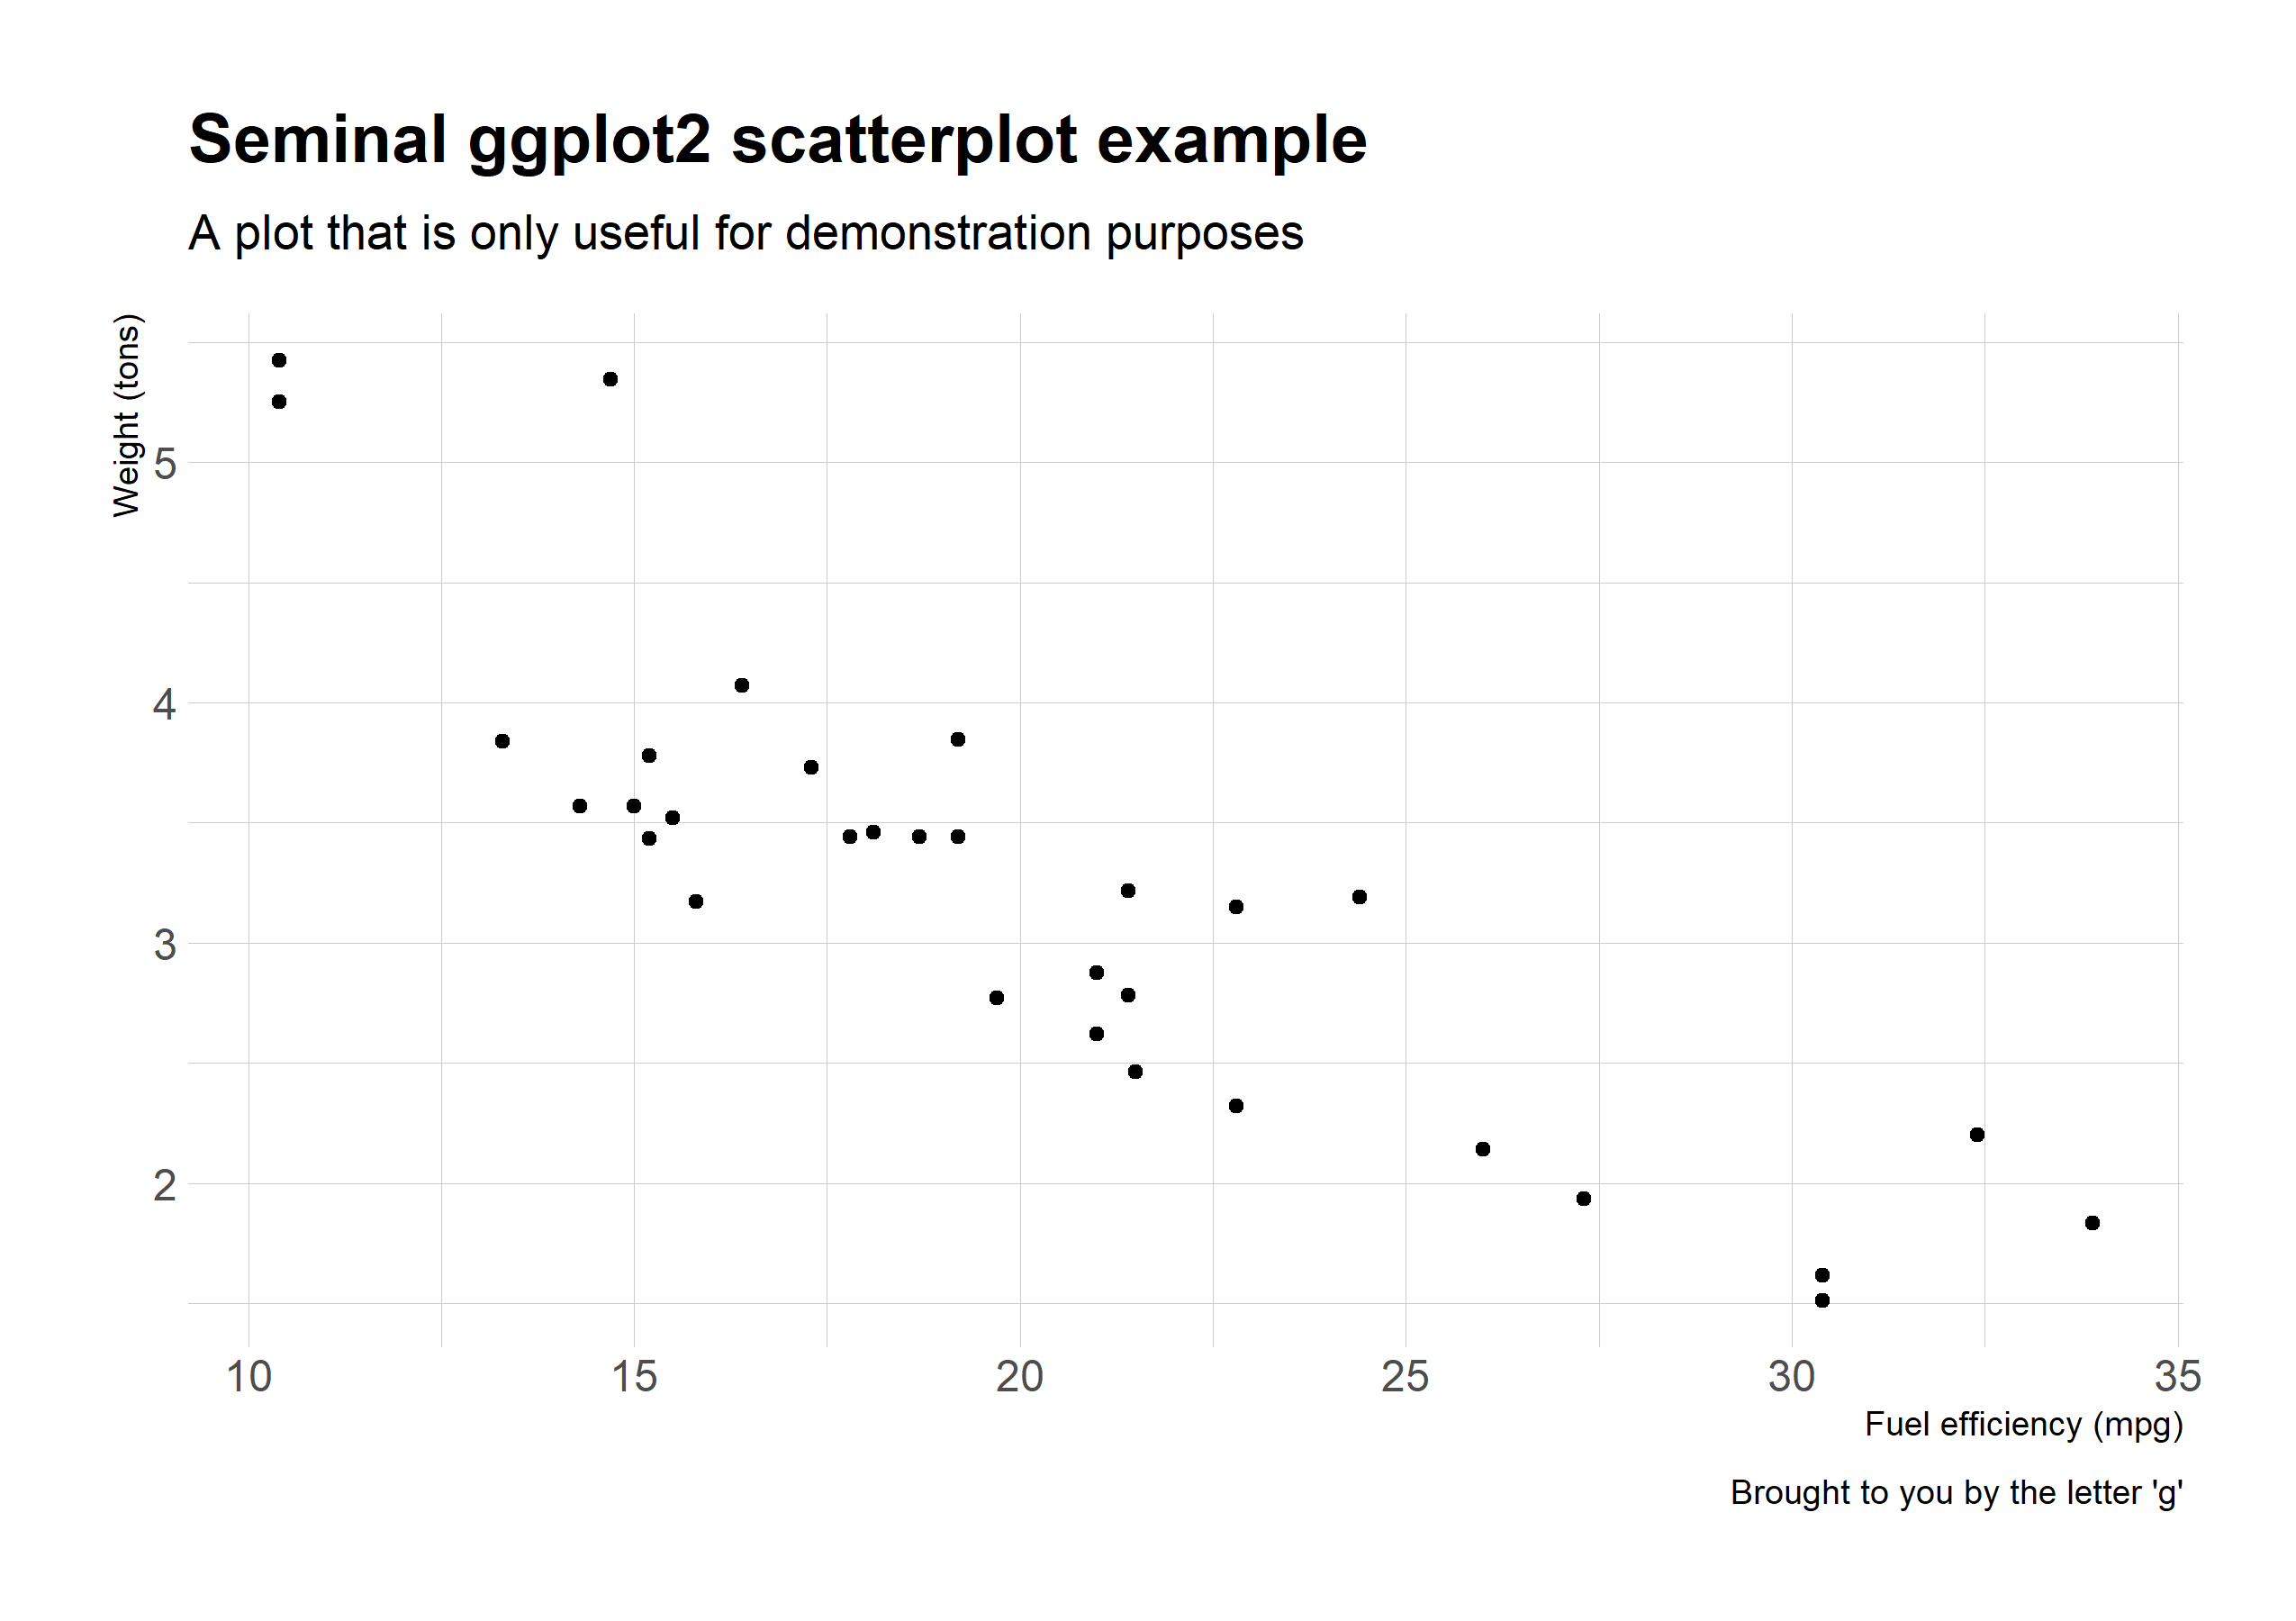 Seminal ggplot2 scatterplot example
A plot that is only useful for demonstration purposes
Weight (tons)
5
4
3
2
10 15 20 25 30 35
Fuel efficiency (mpg)
Brought to you by the letter 'g'